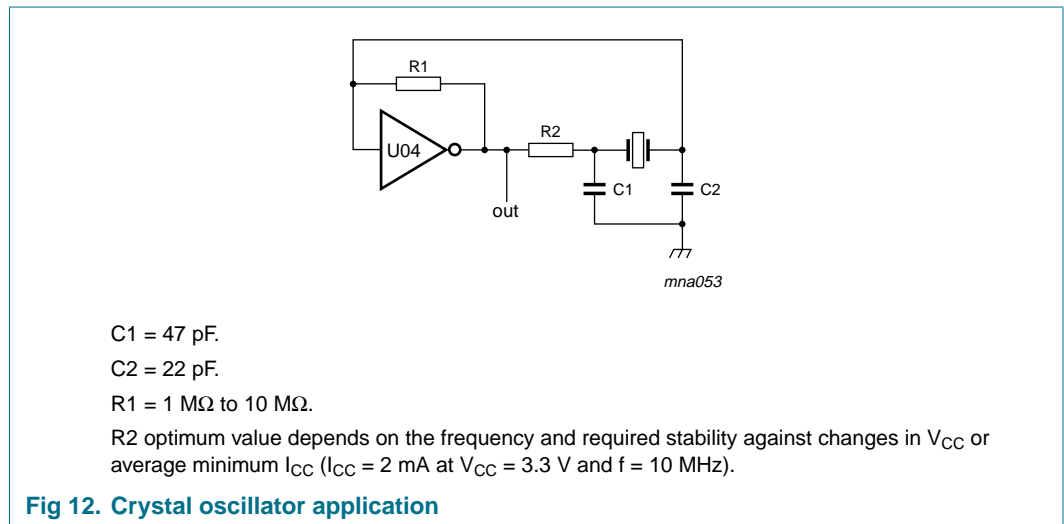 R1
U04
R2
C1
C2
out
mna053
C1 = 47 pF.
C2 = 22 pF.
R1 = 1 MΩ to 10 MΩ.
R2 optimum value depends on the frequency and required stability against changes in VCC or
average minimum ICC (ICC = 2 mA at VCC = 3.3 V and f = 10 MHz).
Fig 12. Crystal oscillator application